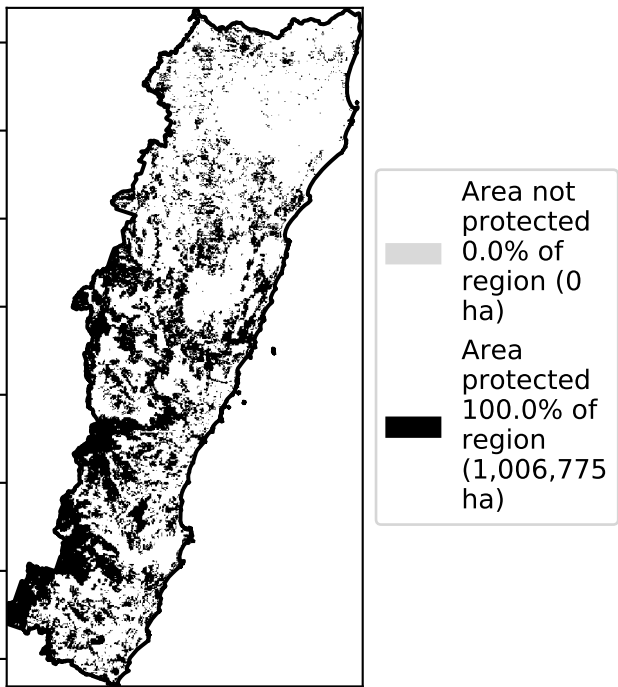 Area not
protected
0.0% of
region (0
ha)
Area
protected
100.0% of
region
(1,006,775
ha)